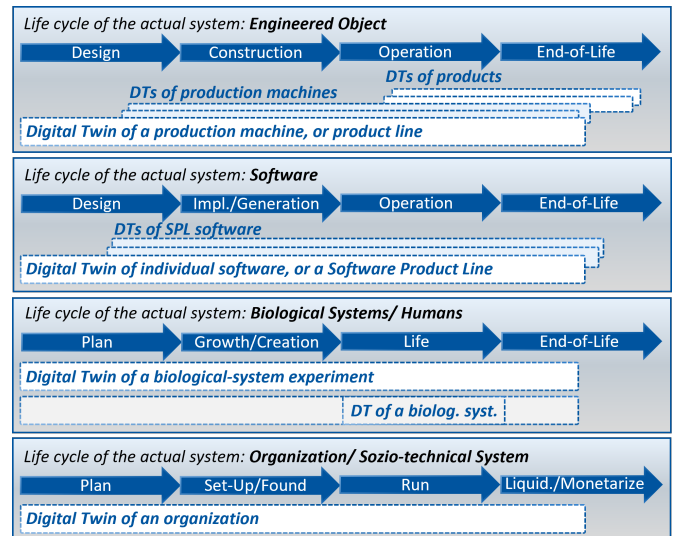 Life cycle of the actual system: Engineered Object
Design Construction Operation End-of-Life
DTs of products
DTs of production machines
Digital Twin of a production machine, or product line
Life cycle of the actual system: Software
Design Impl./Generation Operation End-of-Life
DTs of SPL software
Digital Twin of individual software, or a Software Product Line
Life cycle of the actual system: Biological Systems/ Humans
Plan Growth/Creation Life End-of-Life
Digital Twin of a biological-system experiment
DT of a biolog. syst.
Life cycle of the actual system: Organization/ Sozio-technical System
Plan Set-Up/Found Run Liquid./Monetarize
Digital Twin of an organization